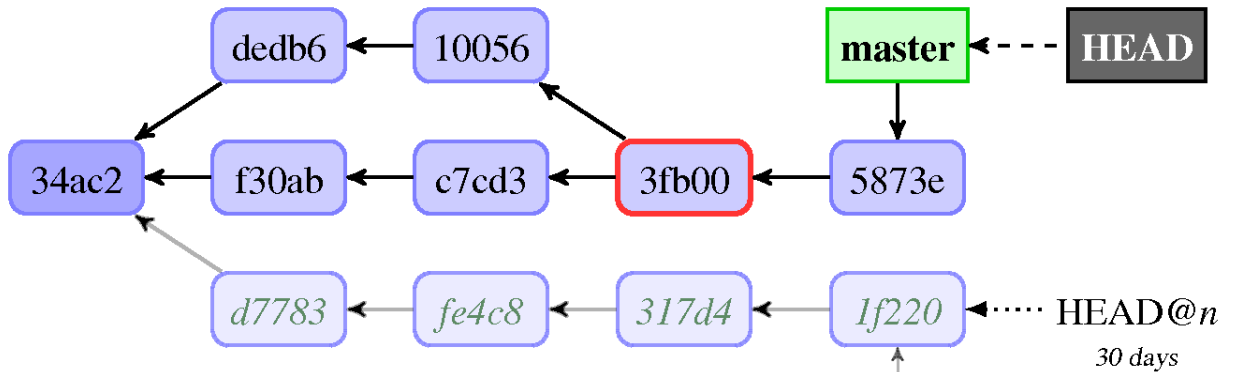 dedb6 10056 master HEAD
34ac2 f30ab c7cd3 3fb00 5873e
d7783 fe4c8 317d4 1f220 HEAD@n
30 days